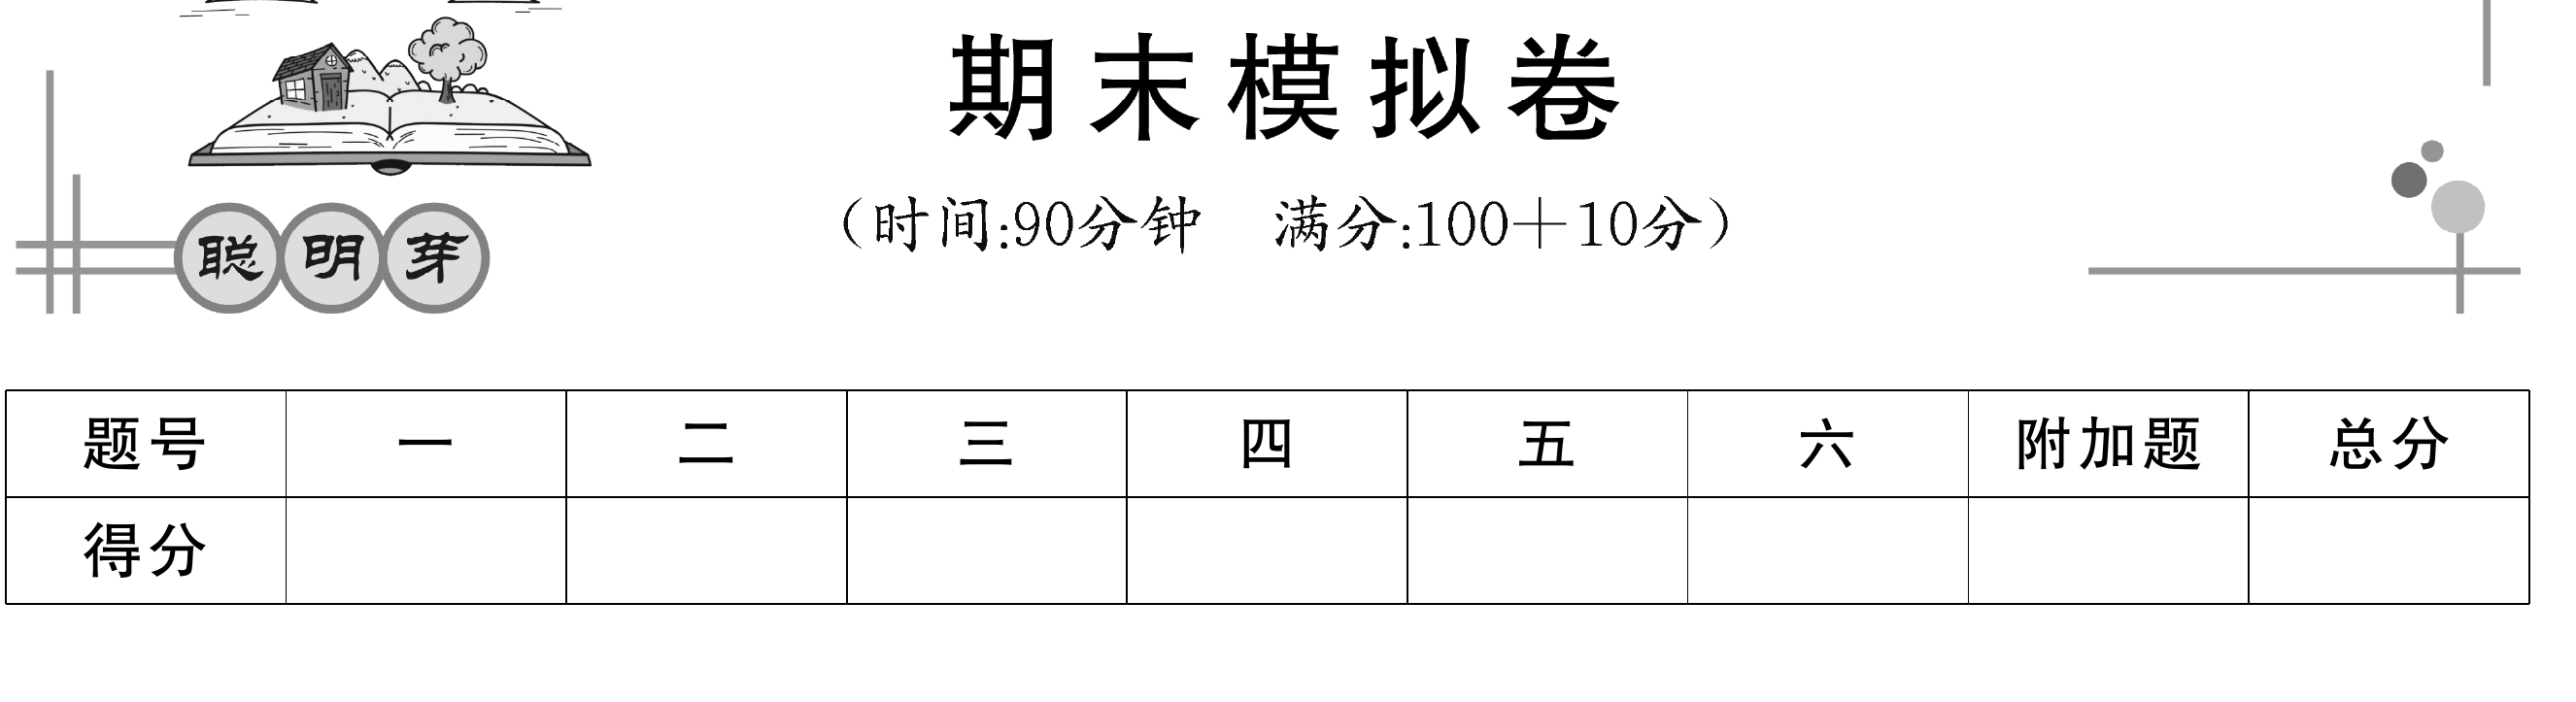 期末模拟卷
（时间:90分钟　满分:100+10分）
聪明芽
题号 一 二 三 四 五 六 附加题 总分
得分